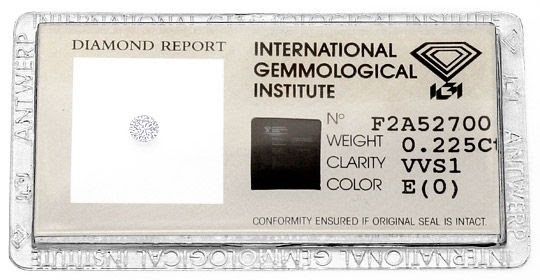 DIAMOND REPORT
INTERNATIONAL
GEMMOLOGICAL
INSTITUTE
IGI
Nº F2A52700
WEIGHT 0.225Ct
CLARITY VVS1
COLOR E(0)
CONFORMITY ENSURED IF ORIGINAL SEAL IS INTACT.
ANTWERP
INTERNATIONAL GEMMOLOGICAL INSTITUTE
ANTWERP